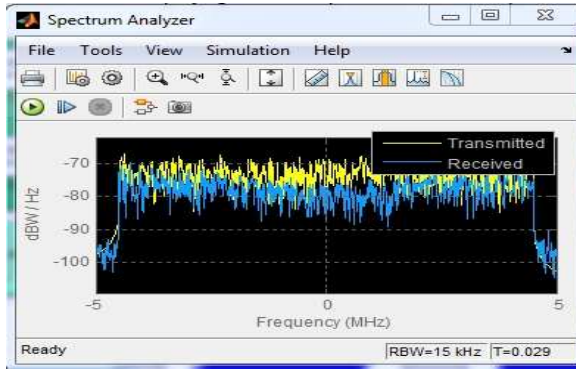 Spectrum Analyzer
File Tools View Simulation Help
Transmitted
Received
-70
-80
-90
-100
dBW/Hz
-5 0 5
Frequency (MHz)
Ready RBW=15 kHz T=0.029